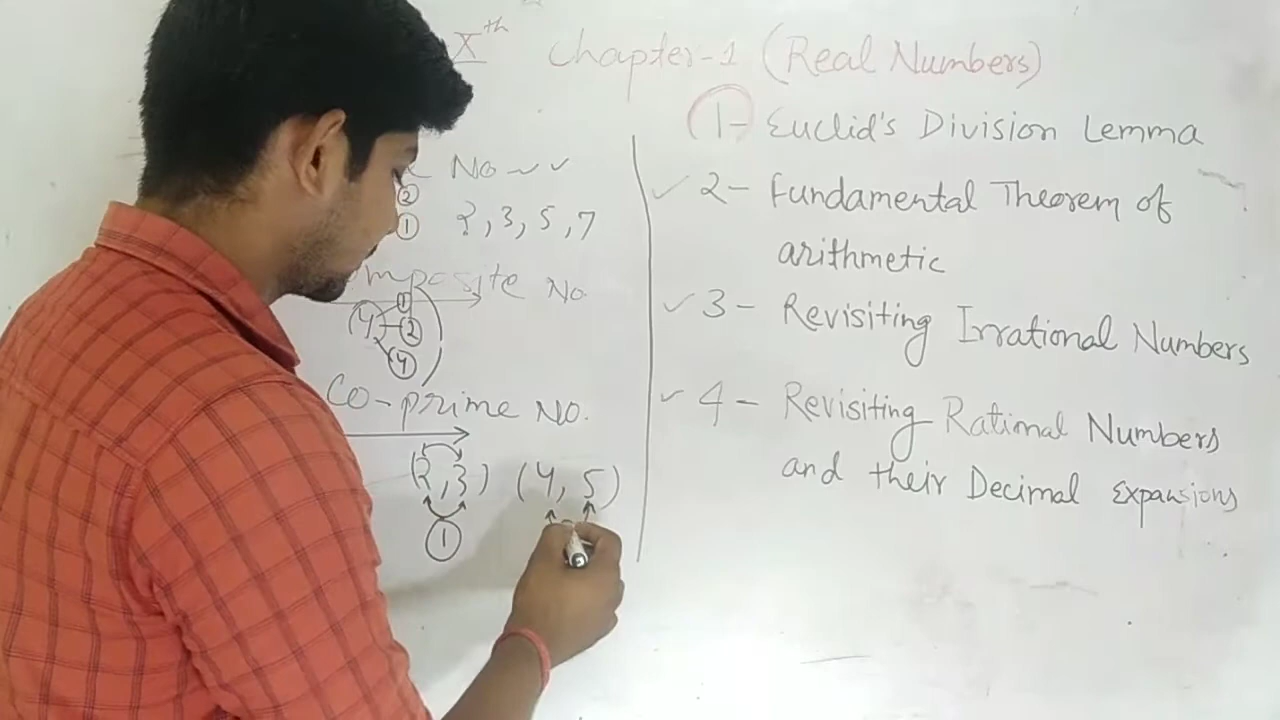 Xth Chapter-1 (Real Numbers)
No
②
① 2, 3, 5, 7
omposite No
(4 ① ② ④)
Co-prime No.
(2, 3) (4, 5)
①
1- Euclid's Division Lemma
2- Fundamental Theorem of
arithmetic
3- Revisiting Irrational Numbers
4- Revisiting Rational Numbers
and their Decimal Expansions